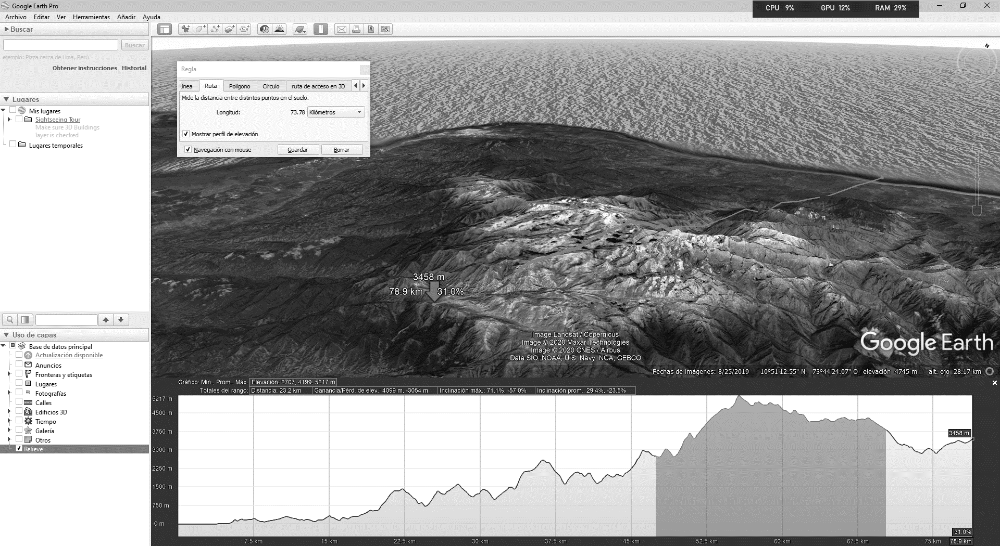 Google Earth Pro
CPU 9% GPU 12% RAM 29%
Archivo Editar Ver Herramientas Añadir Ayuda
Buscar
Buscar
ejemplo: Pizza cerca de Lima, Perú
Obtener instrucciones Historial
Lugares
Mis lugares
Sightseeing Tour
Make sure 3D Buildings
layer is checked
Lugares temporales
Uso de capas
Base de datos principal
Actualización disponible
Anuncios
Fronteras y etiquetas
Lugares
Fotografías
Calles
Edificios 3D
Tiempo
Galería
Otros
Relieve
Regla
ínea Ruta Polígono Círculo ruta de acceso en 3D
Mide la distancia entre distintos puntos en el suelo.
Longitud: 73.78 Kilómetros
Mostrar perfil de elevación
Navegación con mouse Guardar Borrar
N
3458 m
78.9 km 31.0%
Image Landsat / Copernicus
Image © 2020 Maxar Technologies
Image © 2020 CNES / Airbus
Data SIO, NOAA, U.S. Navy, NGA, GEBCO
Google Earth
Fechas de imágenes: 8/25/2019 10°51'12.55" N 73°44'24.07" O elevación 4745 m alt. ojo 28.17 km
Gráfico: Mín., Prom., Máx. Elevación: 2707, 4199, 5217 m
Totales del rango: Distancia: 23.2 km Ganancia/Pérd. de elev.: 4099 m, -3054 m Inclinación máx.: 71.1%, -57.0% Inclinación prom.: 29.4%, -23.5%
5217 m
4500 m
3750 m
3000 m
2250 m
1500 m
750 m
-0 m
3458 m
31.0%
7.5 km 15 km 22.5 km 30 km 37.5 km 45 km 52.5 km 60 km 67.5 km 75 km 78.9 km